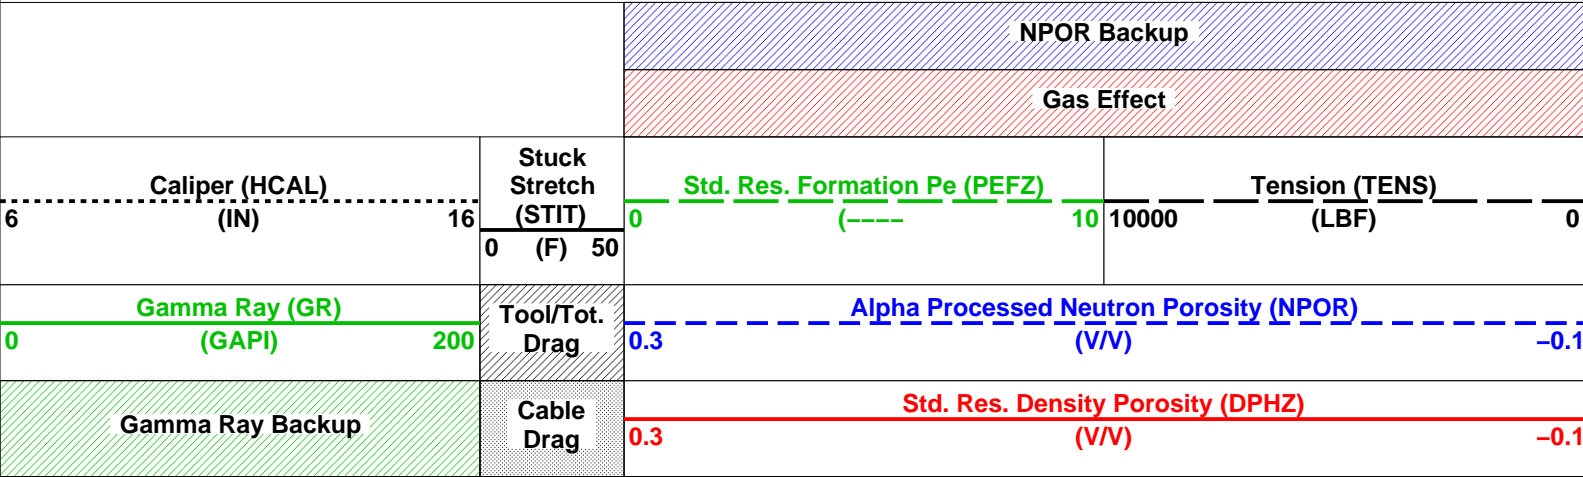 NPOR Backup
Gas Effect
Caliper (HCAL)
6 (IN) 16
Stuck
Stretch
(STIT)
0 (F) 50
Std. Res. Formation Pe (PEFZ)
0 (−−−− 10
Tension (TENS)
10000 (LBF) 0
Gamma Ray (GR)
0 (GAPI) 200
Tool/Tot.
Drag
Alpha Processed Neutron Porosity (NPOR)
0.3 (V/V) −0.1
Gamma Ray Backup
Cable
Drag
Std. Res. Density Porosity (DPHZ)
0.3 (V/V) −0.1